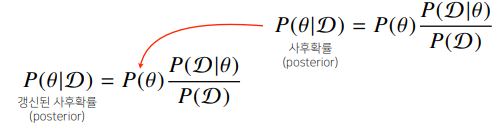 P(θ|𝒟) = P(θ) P(𝒟|θ) / P(𝒟)
사후확률
(posterior)
P(θ|𝒟) = P(θ) P(𝒟|θ) / P(𝒟)
갱신된 사후확률
(posterior)